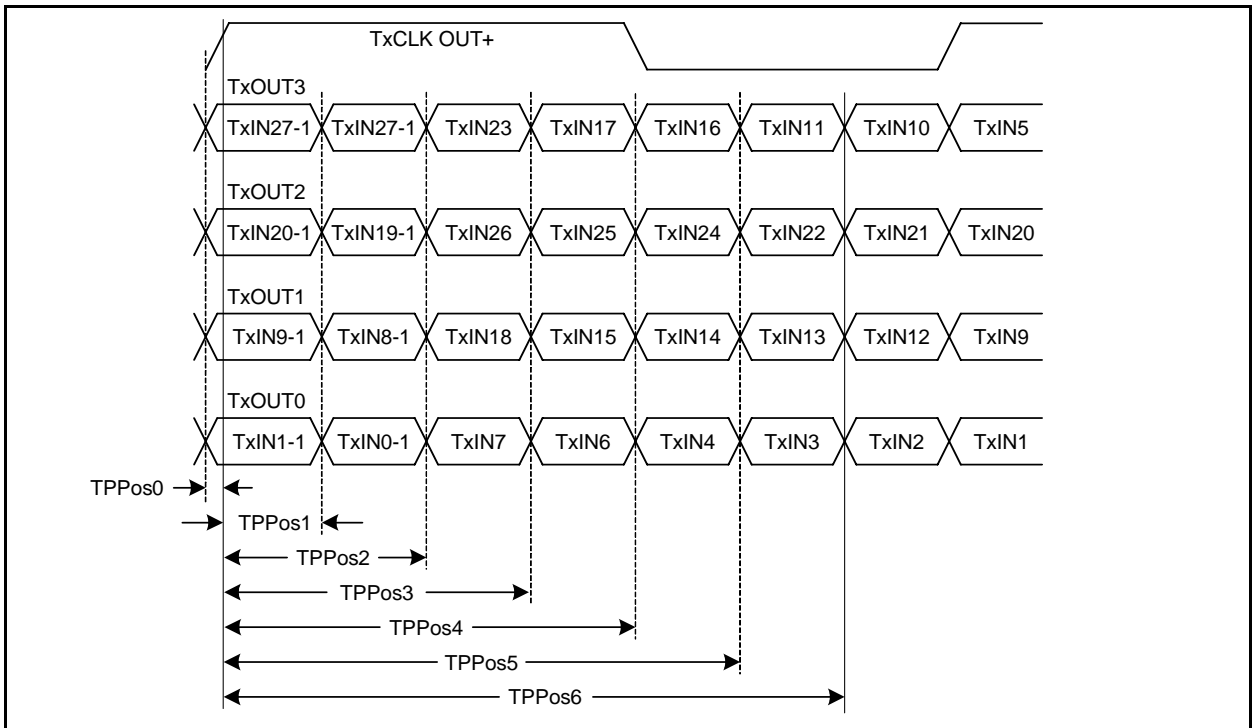 TxCLK OUT+
TxOUT3
TxIN27-1 TxIN27-1 TxIN23 TxIN17 TxIN16 TxIN11 TxIN10 TxIN5
TxOUT2
TxIN20-1 TxIN19-1 TxIN26 TxIN25 TxIN24 TxIN22 TxIN21 TxIN20
TxOUT1
TxIN9-1 TxIN8-1 TxIN18 TxIN15 TxIN14 TxIN13 TxIN12 TxIN9
TxOUT0
TxIN1-1 TxIN0-1 TxIN7 TxIN6 TxIN4 TxIN3 TxIN2 TxIN1
TPPos0
TPPos1
TPPos2
TPPos3
TPPos4
TPPos5
TPPos6